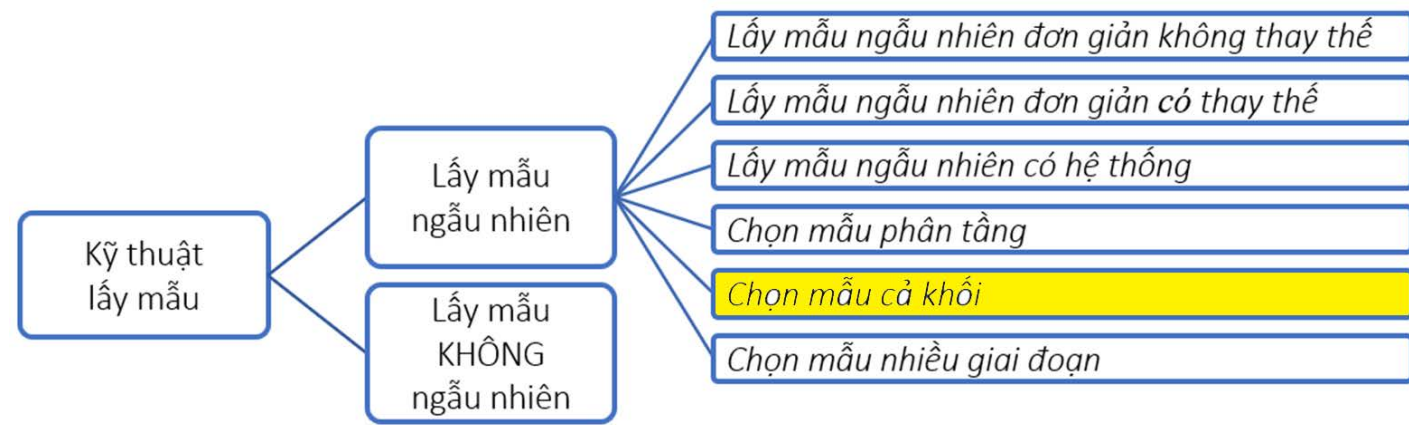 Kỹ thuật
lấy mẫu
Lấy mẫu
ngẫu nhiên
Lấy mẫu
KHÔNG
ngẫu nhiên
Lấy mẫu ngẫu nhiên đơn giản không thay thế
Lấy mẫu ngẫu nhiên đơn giản có thay thế
Lấy mẫu ngẫu nhiên có hệ thống
Chọn mẫu phân tầng
Chọn mẫu cả khối
Chọn mẫu nhiều giai đoạn